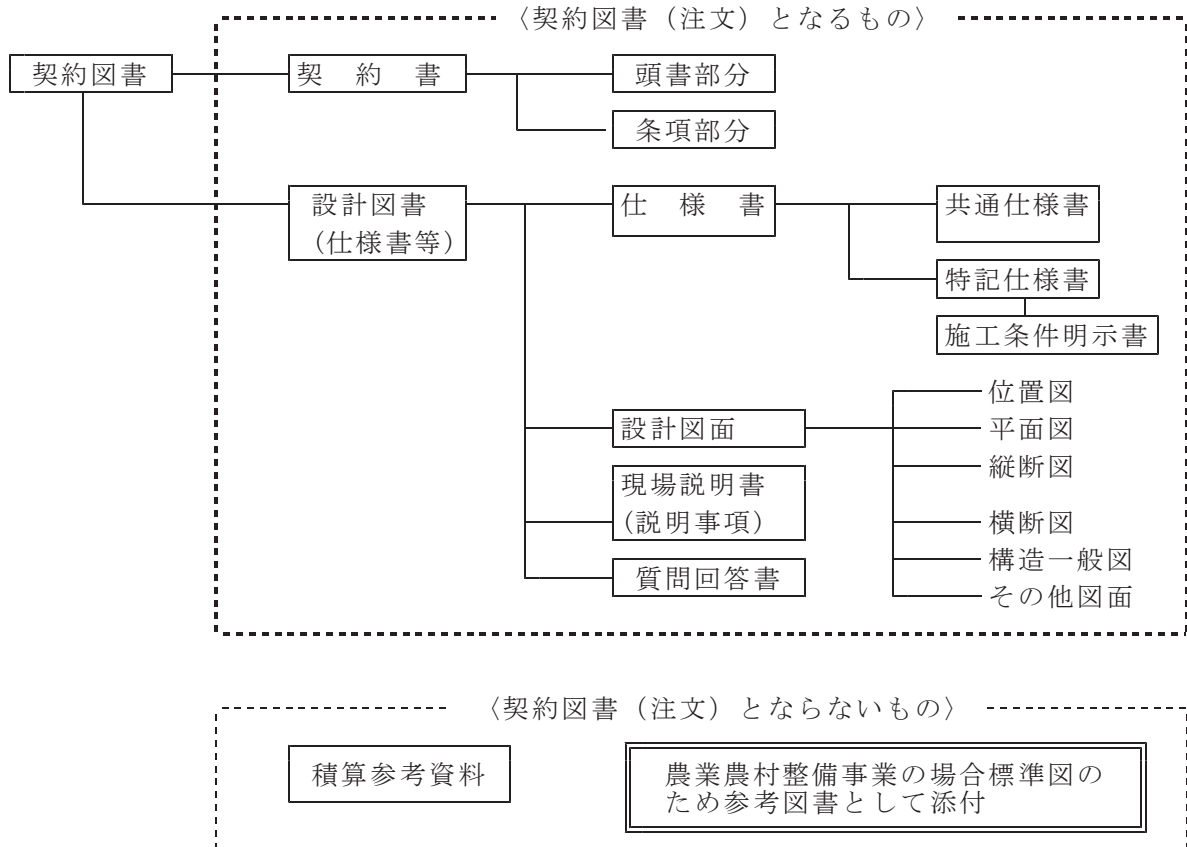 〈契約図書（注文）となるもの〉
契約図書
契　約　書
頭書部分
条項部分
設計図書
(仕様書等)
仕　様　書
共通仕様書
特記仕様書
施工条件明示書
設計図面
位置図
平面図
縦断図
横断図
構造一般図
その他図面
現場説明書
(説明事項)
質問回答書
〈契約図書（注文）とならないもの〉
積算参考資料
農業農村整備事業の場合標準図の
ため参考図書として添付